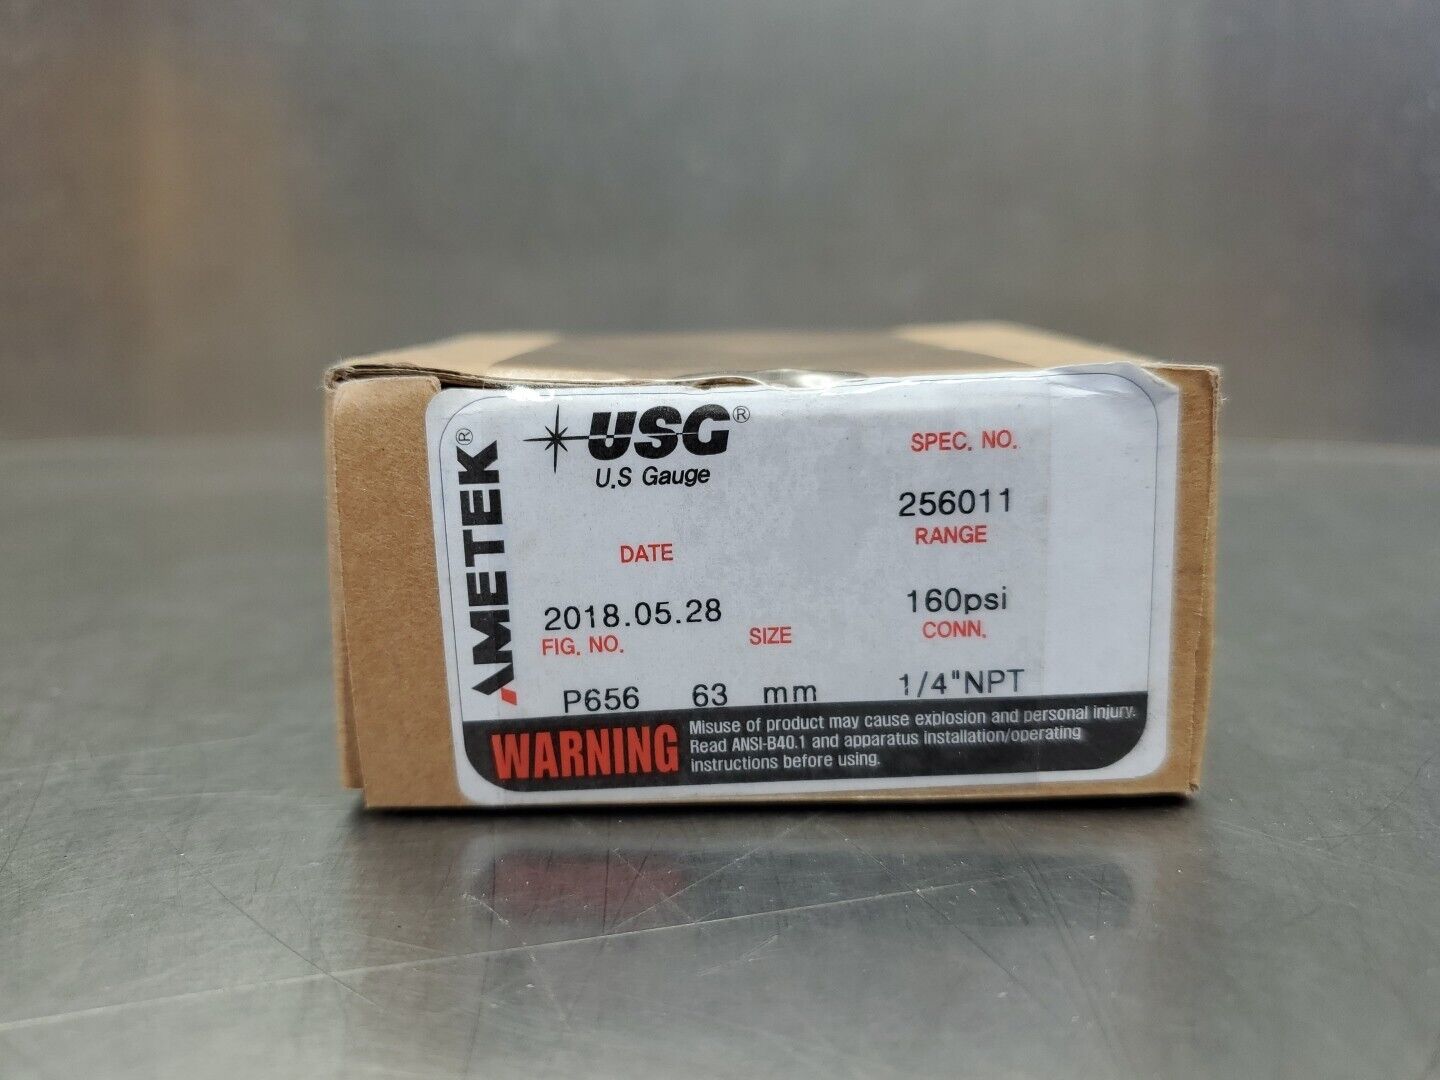 AMETEK®
USG®
U.S Gauge
SPEC. NO.
256011
RANGE
DATE
160psi
2018.05.28
CONN.
FIG. NO. SIZE
P656 63 mm 1/4"NPT
WARNING
Misuse of product may cause explosion and personal injury.
Read ANSI-B40.1 and apparatus installation/operating
instructions before using.